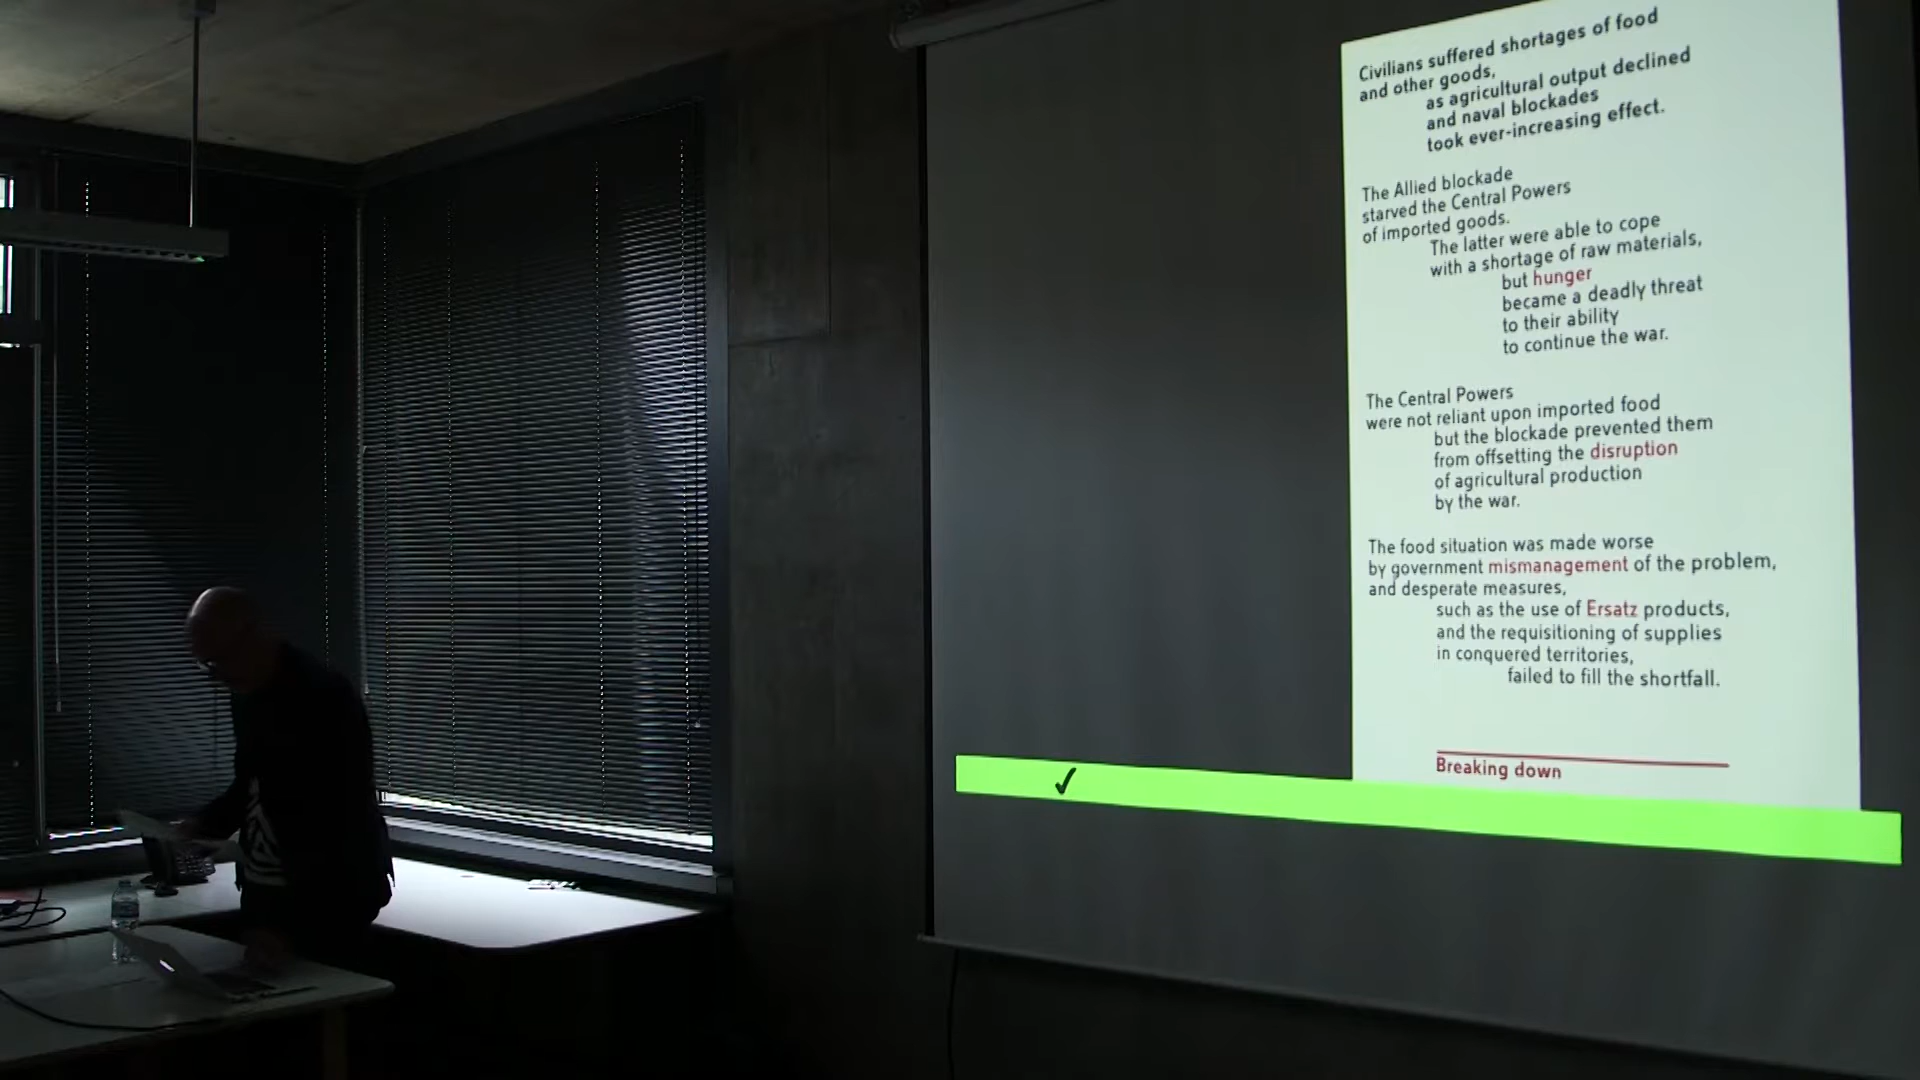 Civilians suffered shortages of food
and other goods,
as agricultural output declined
and naval blockades
took ever-increasing effect.
The Allied blockade
starved the Central Powers
of imported goods.
The latter were able to cope
with a shortage of raw materials,
but hunger
became a deadly threat
to their ability
to continue the war.
The Central Powers
were not reliant upon imported food
but the blockade prevented them
from offsetting the disruption
of agricultural production
by the war.
The food situation was made worse
by government mismanagement of the problem,
and desperate measures,
such as the use of Ersatz products,
and the requisitioning of supplies
in conquered territories,
failed to fill the shortfall.
Breaking down